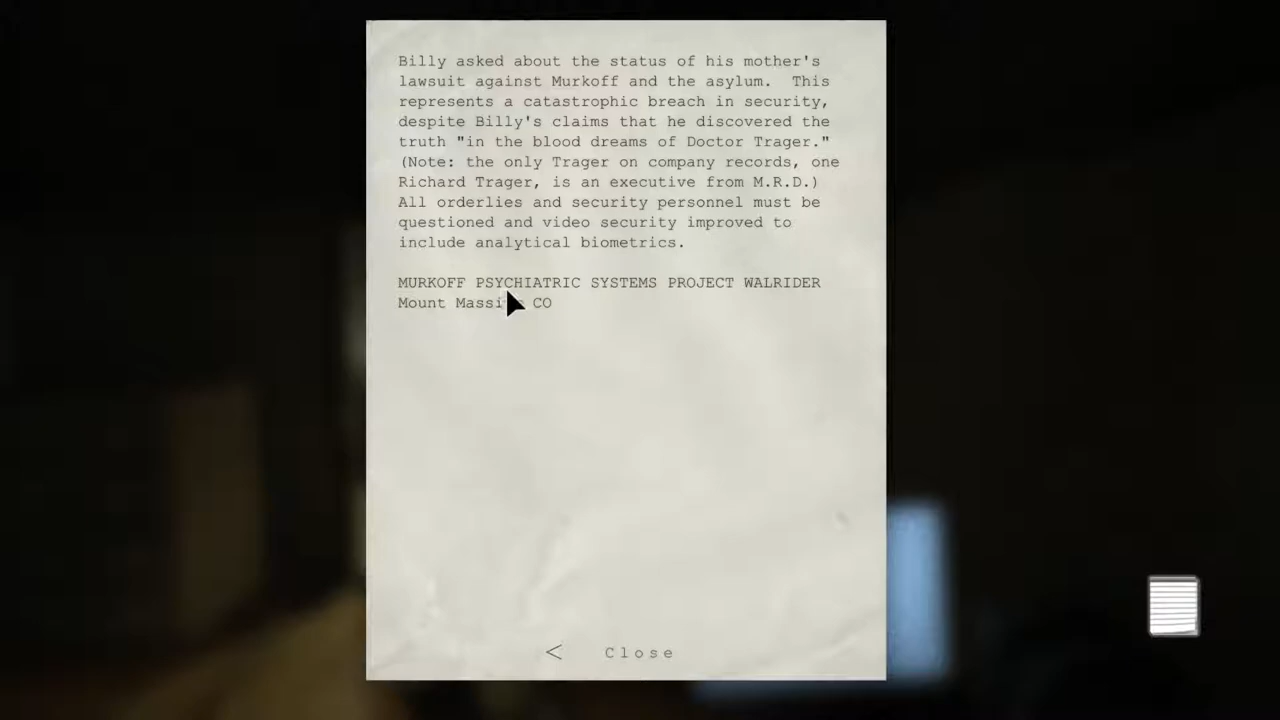 Billy asked about the status of his mother's
lawsuit against Murkoff and the asylum.  This
represents a catastrophic breach in security,
despite Billy's claims that he discovered the
truth "in the blood dreams of Doctor Trager."
(Note: the only Trager on company records, one
Richard Trager, is an executive from M.R.D.)
All orderlies and security personnel must be
questioned and video security improved to
include analytical biometrics.
MURKOFF PSYCHIATRIC SYSTEMS PROJECT WALRIDER
Mount CO
< Close